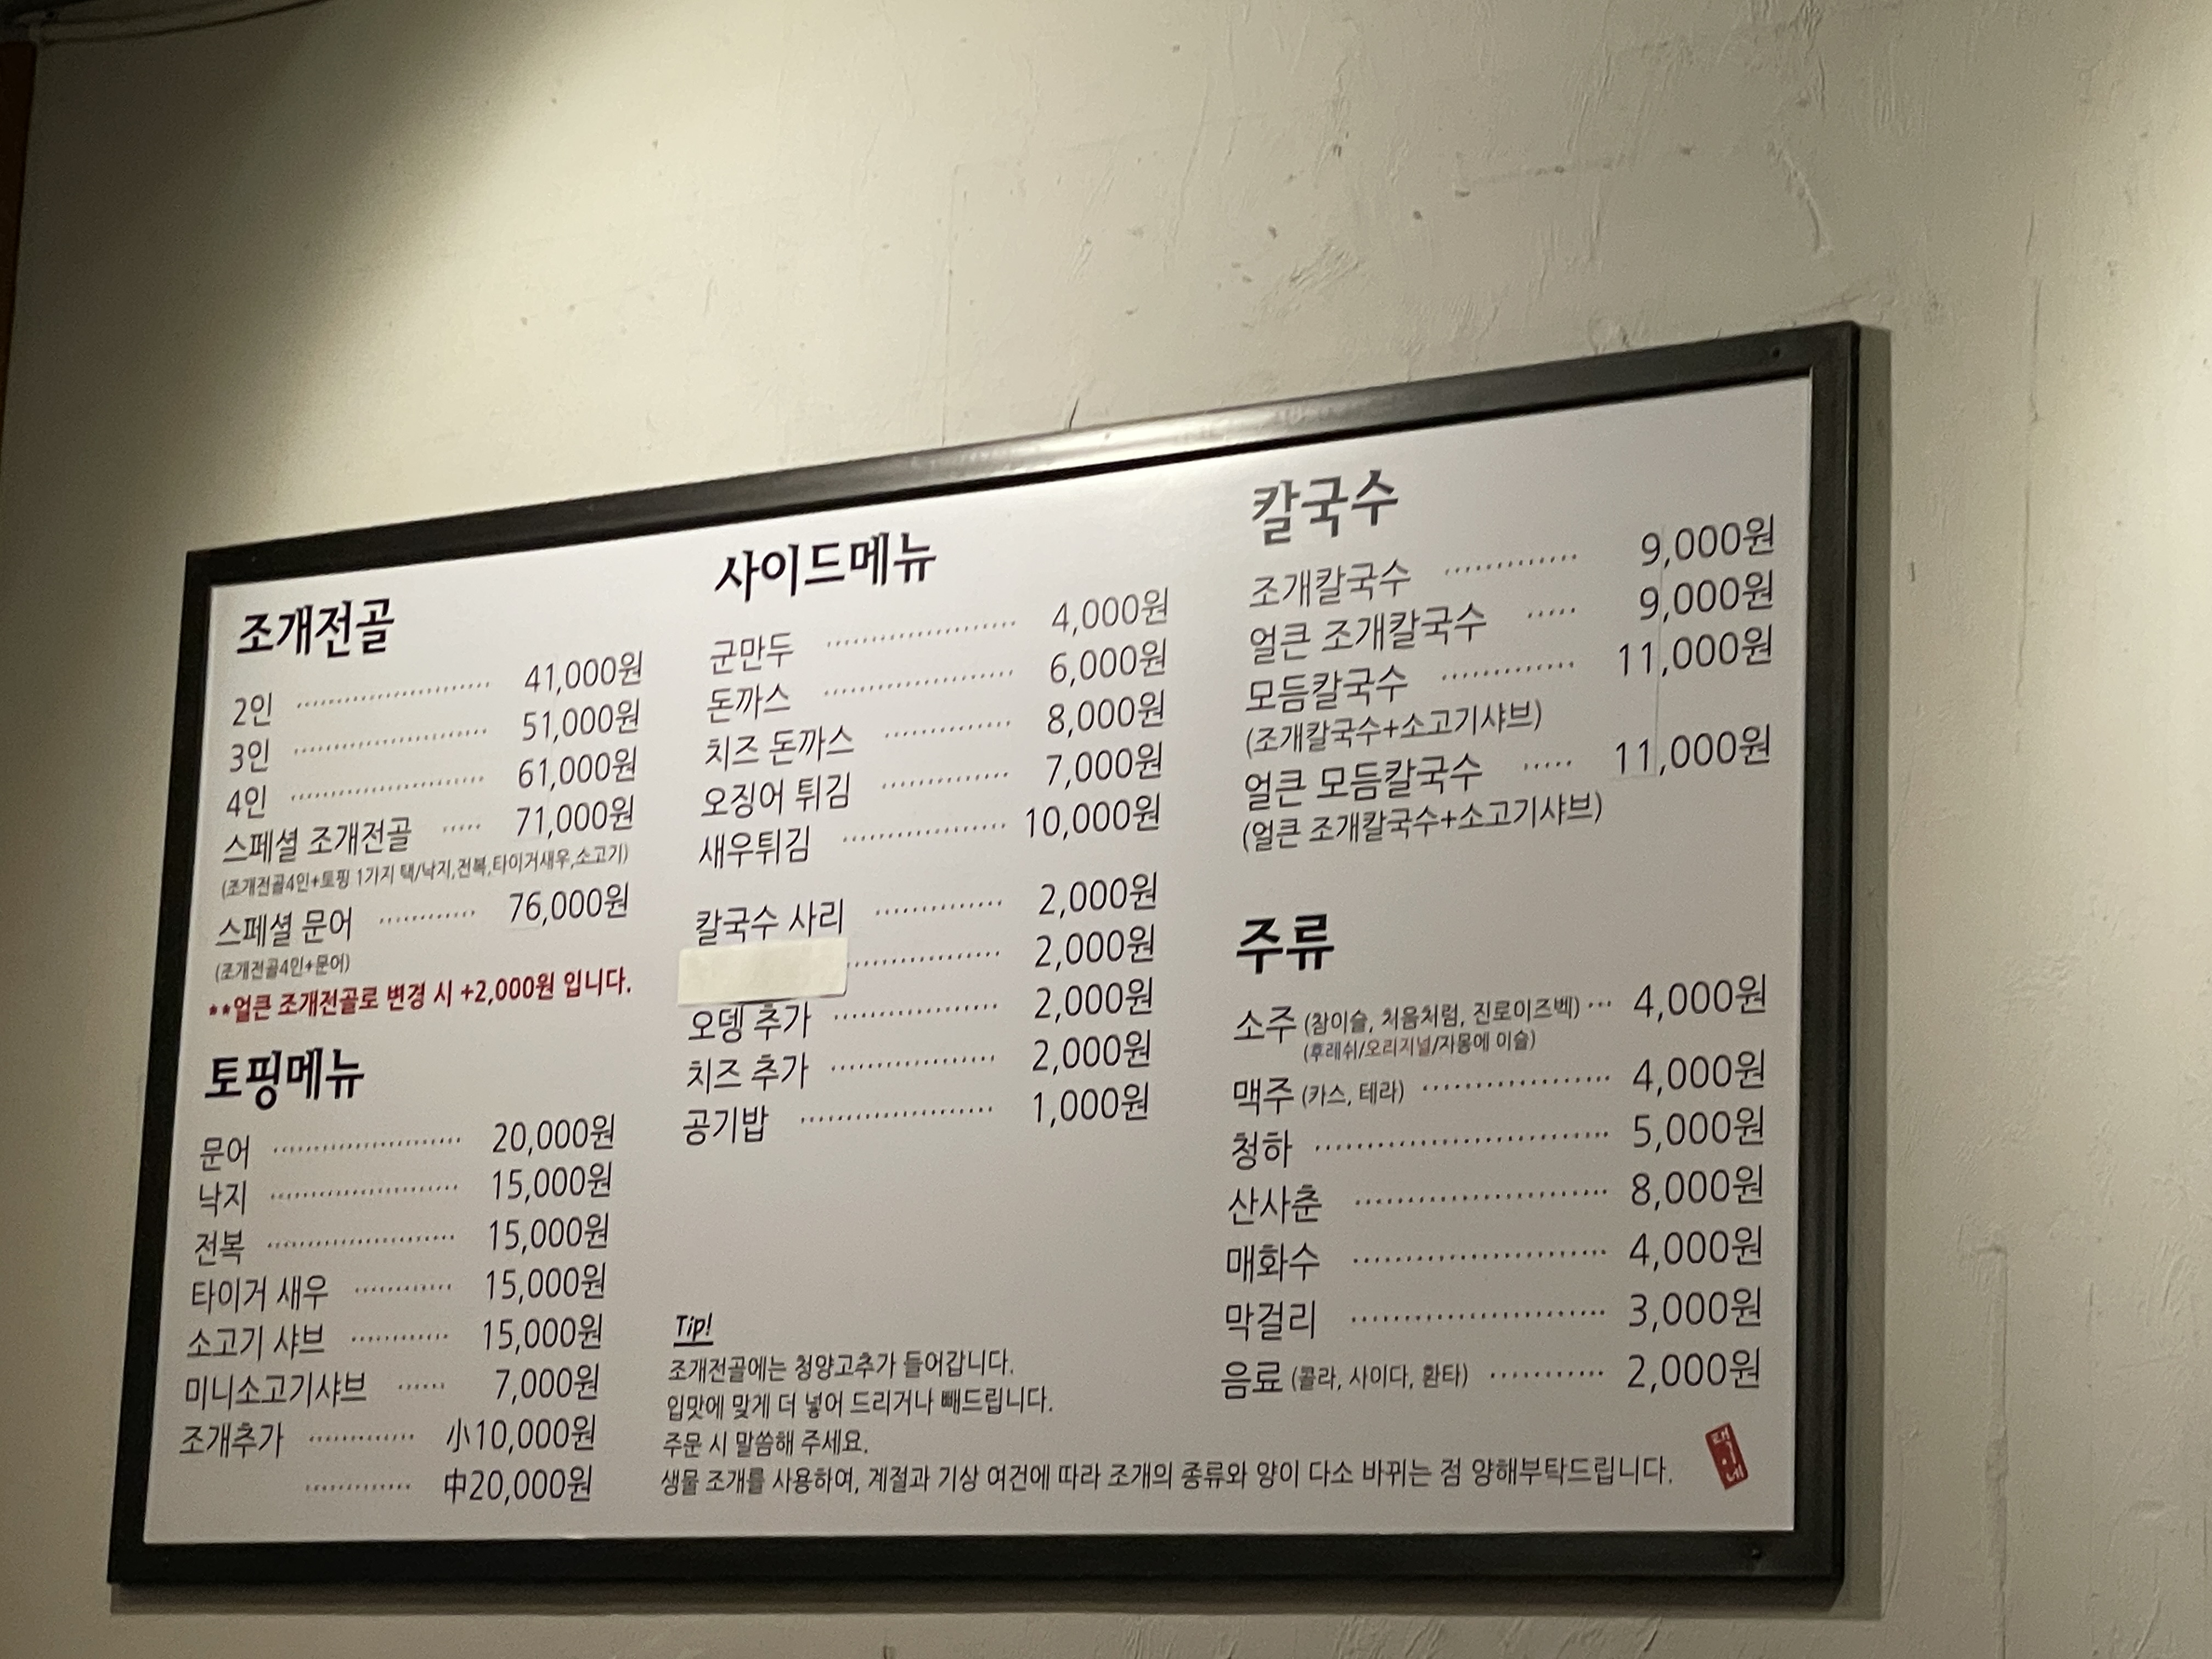 조개전골
2인 ........................ 41,000원
3인 ........................ 51,000원
4인 ........................ 61,000원
스페셜 조개전골 ..... 71,000원
(조개전골4인+토핑 1가지 택/낙지,전복,타이거새우,소고기)
스페셜 문어 ............ 76,000원
(조개전골4인+문어)
**얼큰 조개전골로 변경 시 +2,000원 입니다.
토핑메뉴
문어 ........................ 20,000원
낙지 ........................ 15,000원
전복 ........................ 15,000원
타이거 새우 ............ 15,000원
소고기 샤브 ............ 15,000원
미니소고기샤브 ...... 7,000원
조개추가 ............. 小10,000원
............. 中20,000원
사이드메뉴
군만두 ........................ 4,000원
돈까스 ........................ 6,000원
치즈 돈까스 ................ 8,000원
오징어 튀김 ................ 7,000원
새우튀김 .................... 10,000원
칼국수 사리 ................ 2,000원
................... 2,000원
오뎅 추가 .................... 2,000원
치즈 추가 .................... 2,000원
공기밥 ........................ 1,000원
Tip!
조개전골에는 청양고추가 들어갑니다.
입맛에 맞게 더 넣어 드리거나 빼드립니다.
주문 시 말씀해 주세요.
생물 조개를 사용하여, 계절과 기상 여건에 따라 조개의 종류와 양이 다소 바뀌는 점 양해부탁드립니다.
칼국수
조개칼국수 ............. 9,000원
얼큰 조개칼국수 ..... 9,000원
모듬칼국수 ............. 11,000원
(조개칼국수+소고기샤브)
얼큰 모듬칼국수 ..... 11,000원
(얼큰 조개칼국수+소고기샤브)
주류
소주 (참이슬, 처음처럼, 진로이즈벡) ... 4,000원
(후레쉬/오리지널/자몽에 이슬)
맥주 (카스, 테라) ................... 4,000원
청하 ............................. 5,000원
산사춘 ......................... 8,000원
매화수 ......................... 4,000원
막걸리 ......................... 3,000원
음료 (콜라, 사이다, 환타) ........... 2,000원